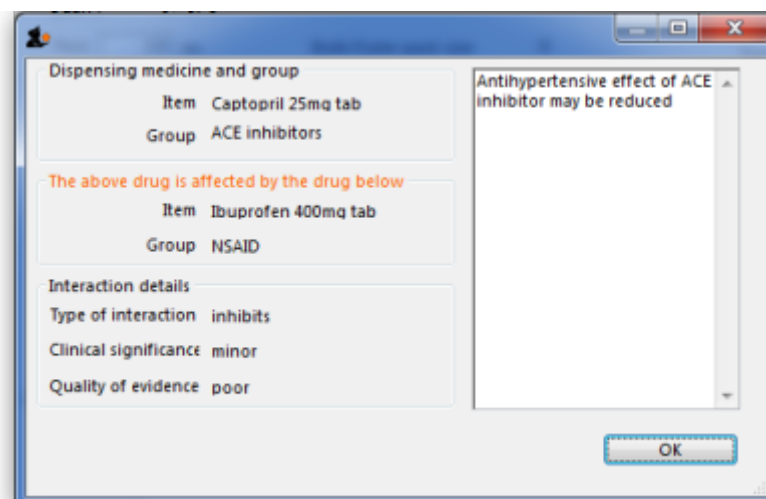 Dispensing medicine and group
Item Captopril 25mg tab
Group ACE inhibitors
The above drug is affected by the drug below
Item Ibuprofen 400mg tab
Group NSAID
Interaction details
Type of interaction inhibits
Clinical significance minor
Quality of evidence poor
Antihypertensive effect of ACE
inhibitor may be reduced
OK